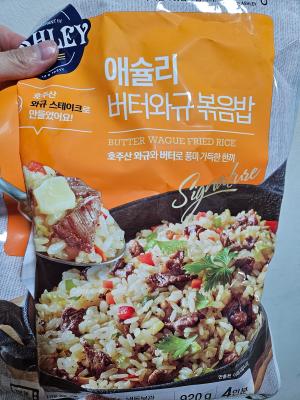 ASHLEY
호주산
와규 스테이크로
만들었어요!
애슐리
버터와규 볶음밥
BUTTER WAGUE FRIED RICE
호주산 와규와 버터로 풍미 가득한 한끼
Signature
920 g 4인분